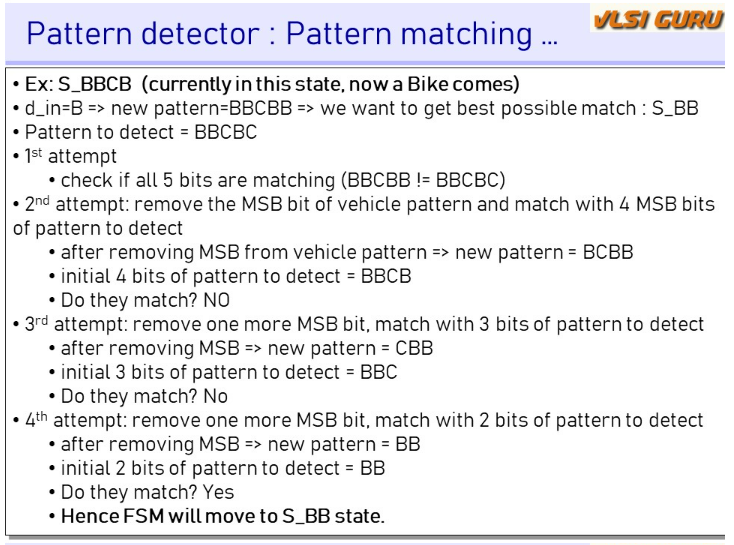 Pattern detector : Pattern matching ...
VLSI GURU
• Ex: S_BBCB (currently in this state, now a Bike comes)
• d_in=B => new pattern=BBCBB => we want to get best possible match : S_BB
• Pattern to detect = BBCBC
• 1st attempt
• check if all 5 bits are matching (BBCBB != BBCBC)
• 2nd attempt: remove the MSB bit of vehicle pattern and match with 4 MSB bits
of pattern to detect
• after removing MSB from vehicle pattern => new pattern = BCBB
• initial 4 bits of pattern to detect = BBCB
• Do they match? NO
• 3rd attempt: remove one more MSB bit, match with 3 bits of pattern to detect
• after removing MSB => new pattern = CBB
• initial 3 bits of pattern to detect = BBC
• Do they match? No
• 4th attempt: remove one more MSB bit, match with 2 bits of pattern to detect
• after removing MSB => new pattern = BB
• initial 2 bits of pattern to detect = BB
• Do they match? Yes
• Hence FSM will move to S_BB state.